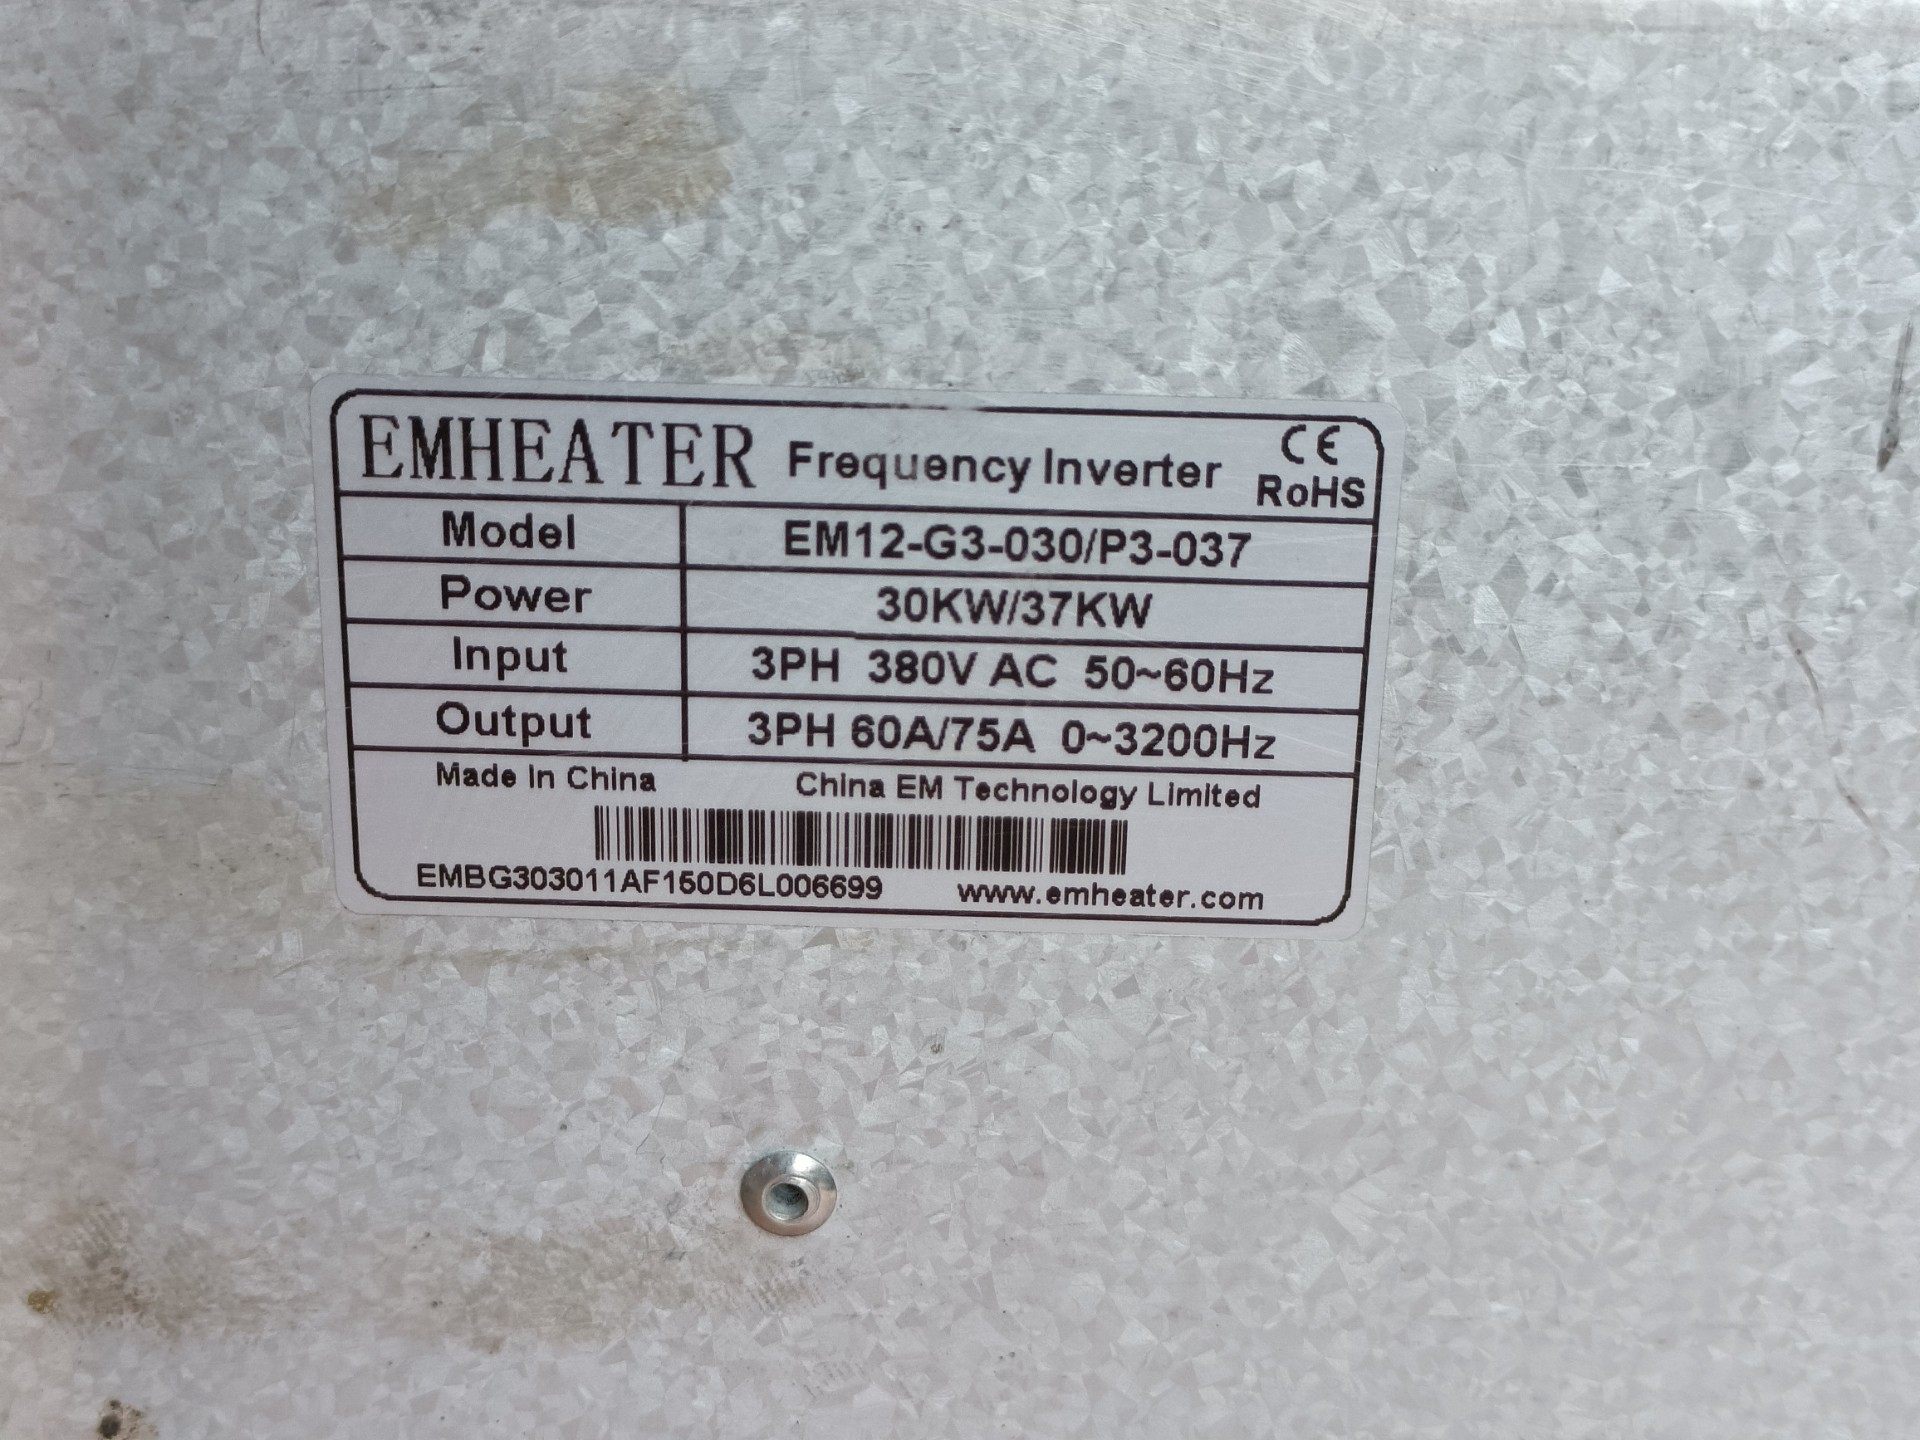 EMHEATER Frequency Inverter CE RoHS
Model EM12-G3-030/P3-037
Power 30KW/37KW
Input 3PH 380V AC 50~60Hz
Output 3PH 60A/75A 0~3200Hz
Made In China China EM Technology Limited
EMBG303011AF150D6L006699 www.emheater.com